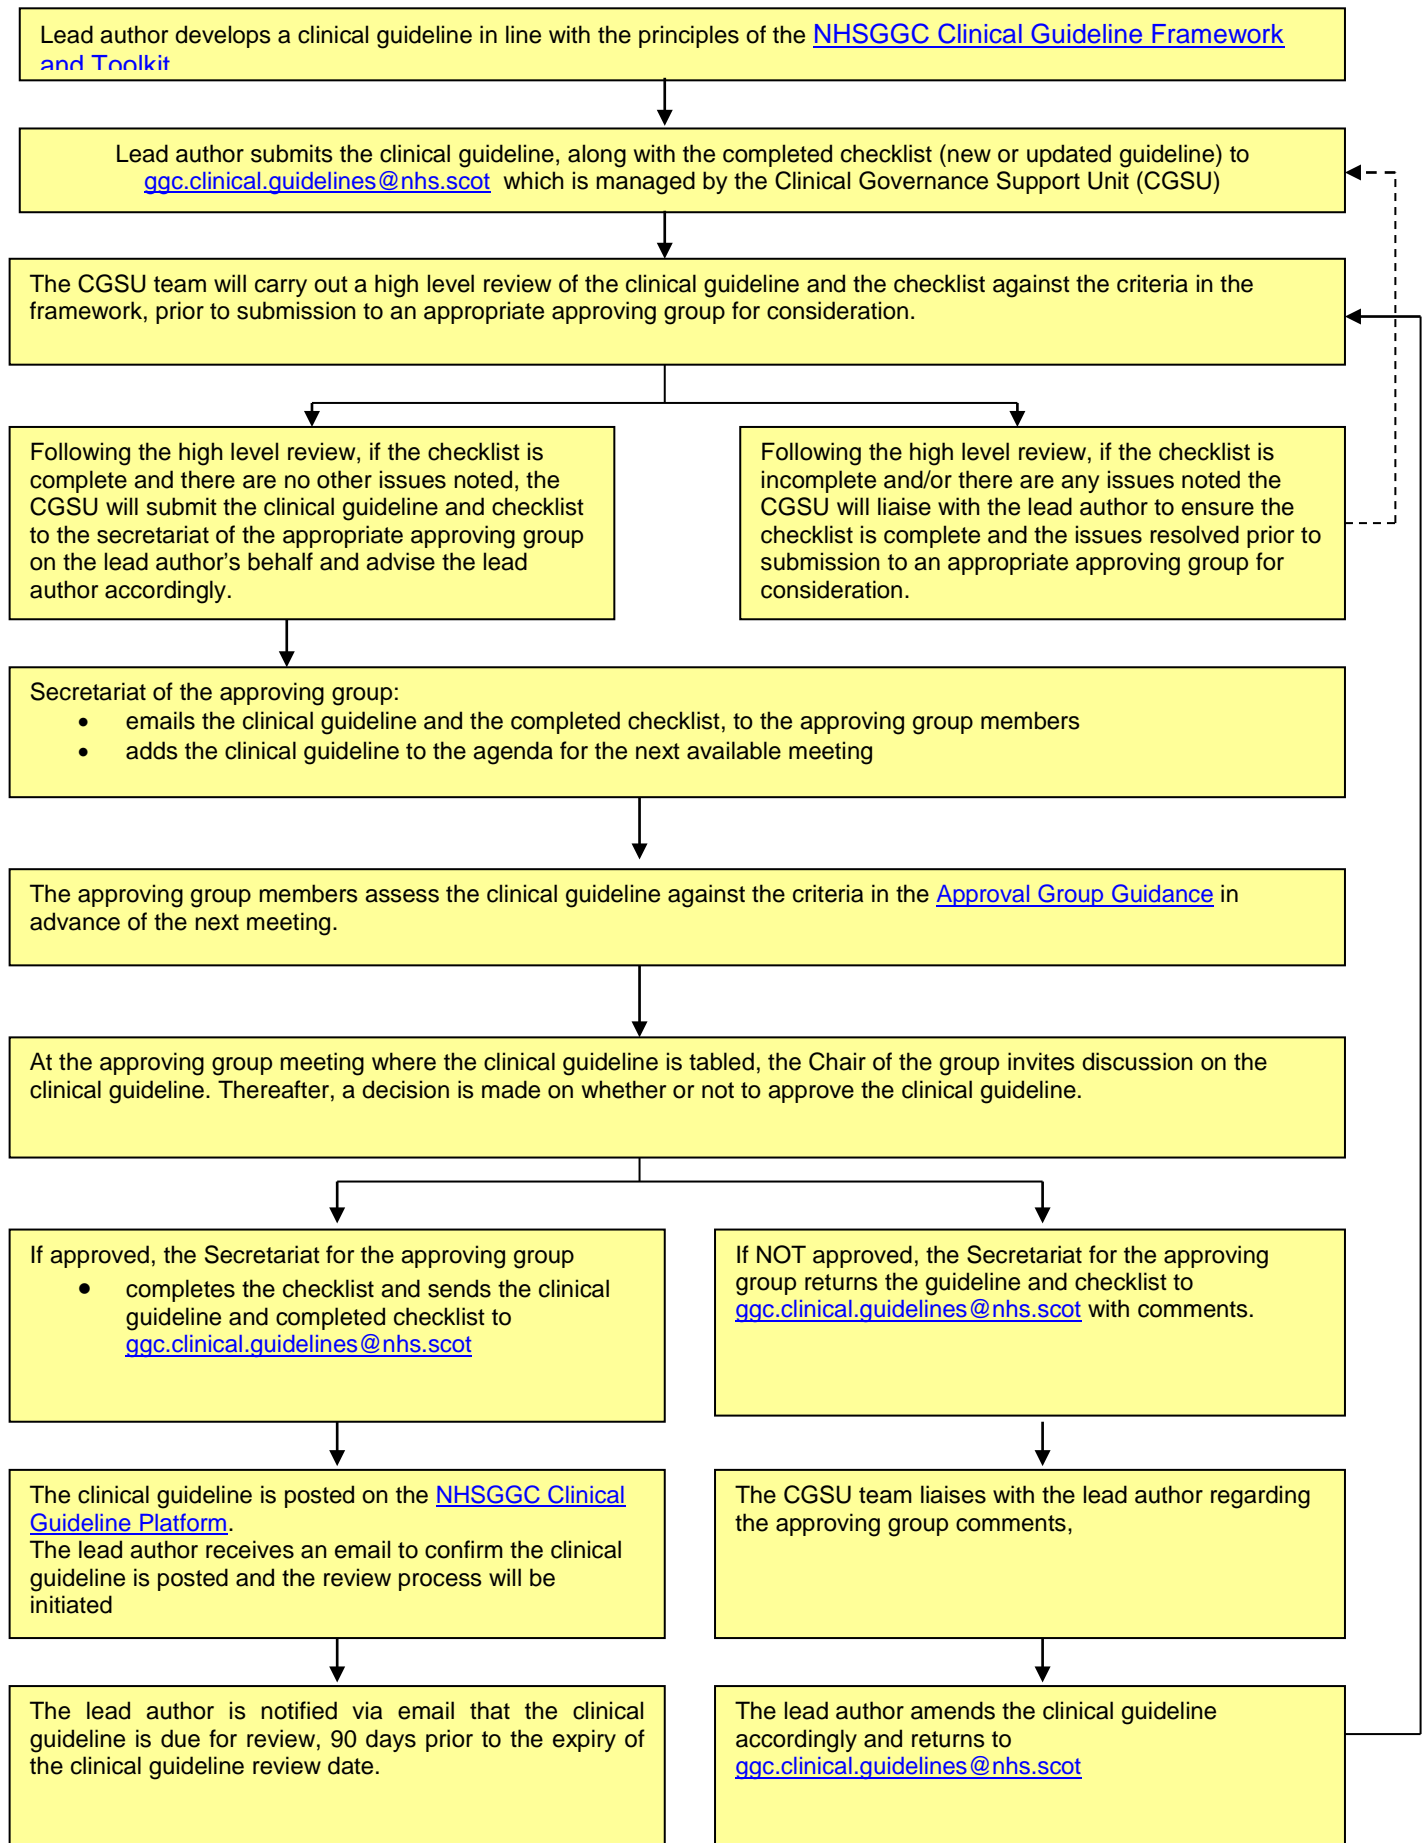 Lead author develops a clinical guideline in line with the principles of the NHSGGC Clinical Guideline Framework
and Toolkit
Lead author submits the clinical guideline, along with the completed checklist (new or updated guideline) to
ggc.clinical.guidelines@nhs.scot which is managed by the Clinical Governance Support Unit (CGSU)
The CGSU team will carry out a high level review of the clinical guideline and the checklist against the criteria in the
framework, prior to submission to an appropriate approving group for consideration.
Following the high level review, if the checklist is
complete and there are no other issues noted, the
CGSU will submit the clinical guideline and checklist
to the secretariat of the appropriate approving group
on the lead author's behalf and advise the lead
author accordingly.
Following the high level review, if the checklist is
incomplete and/or there are any issues noted the
CGSU will liaise with the lead author to ensure the
checklist is complete and the issues resolved prior to
submission to an appropriate approving group for
consideration.
Secretariat of the approving group:
• emails the clinical guideline and the completed checklist, to the approving group members
• adds the clinical guideline to the agenda for the next available meeting
The approving group members assess the clinical guideline against the criteria in the Approval Group Guidance in
advance of the next meeting.
At the approving group meeting where the clinical guideline is tabled, the Chair of the group invites discussion on the
clinical guideline. Thereafter, a decision is made on whether or not to approve the clinical guideline.
If approved, the Secretariat for the approving group
• completes the checklist and sends the clinical
guideline and completed checklist to
ggc.clinical.guidelines@nhs.scot
If NOT approved, the Secretariat for the approving
group returns the guideline and checklist to
ggc.clinical.guidelines@nhs.scot with comments.
The clinical guideline is posted on the NHSGGC Clinical
Guideline Platform.
The lead author receives an email to confirm the clinical
guideline is posted and the review process will be
initiated
The CGSU team liaises with the lead author regarding
the approving group comments,
The lead author is notified via email that the clinical
guideline is due for review, 90 days prior to the expiry of
the clinical guideline review date.
The lead author amends the clinical guideline
accordingly and returns to
ggc.clinical.guidelines@nhs.scot